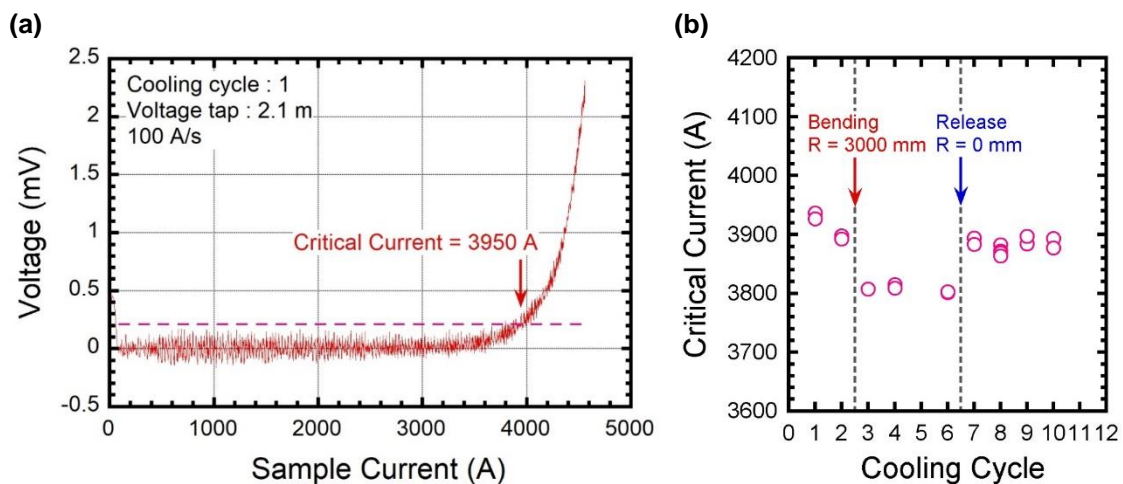 (a)
2.5
2
1.5
1
0.5
0
-0.5
Voltage (mV)
Cooling cycle : 1
Voltage tap : 2.1 m
100 A/s
Critical Current = 3950 A
0
1000
2000
3000
4000
5000
Sample Current (A)
(b)
4200
4100
4000
3900
3800
3700
3600
Critical Current (A)
Bending
R = 3000 mm
Release
R = 0 mm
0 1 2 3 4 5 6 7 8 9 10 11 12
Cooling Cycle